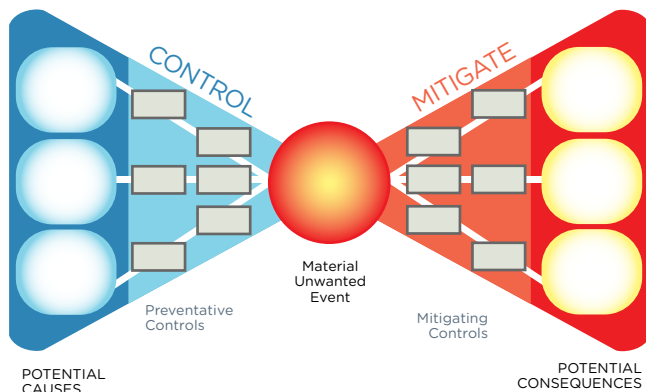 CONTROL
MITIGATE
Material
Unwanted
Event
Preventative
Controls
Mitigating
Controls
POTENTIAL
CAUSES
POTENTIAL
CONSEQUENCES